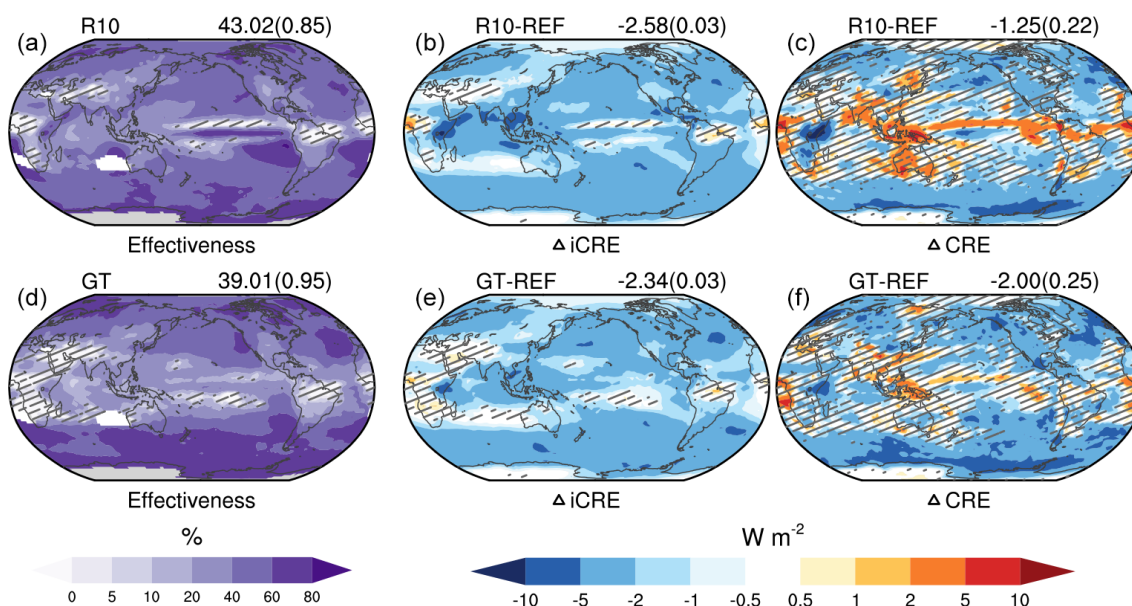 (a) R10 43.02(0.85)
Effectiveness
(b) R10-REF -2.58(0.03)
△ iCRE
(c) R10-REF -1.25(0.22)
△ CRE
(d) GT 39.01(0.95)
Effectiveness
(e) GT-REF -2.34(0.03)
△ iCRE
(f) GT-REF -2.00(0.25)
△ CRE
%
0 5 10 20 40 60 80
W m⁻²
-10 -5 -2 -1 -0.5 0.5 1 2 5 10